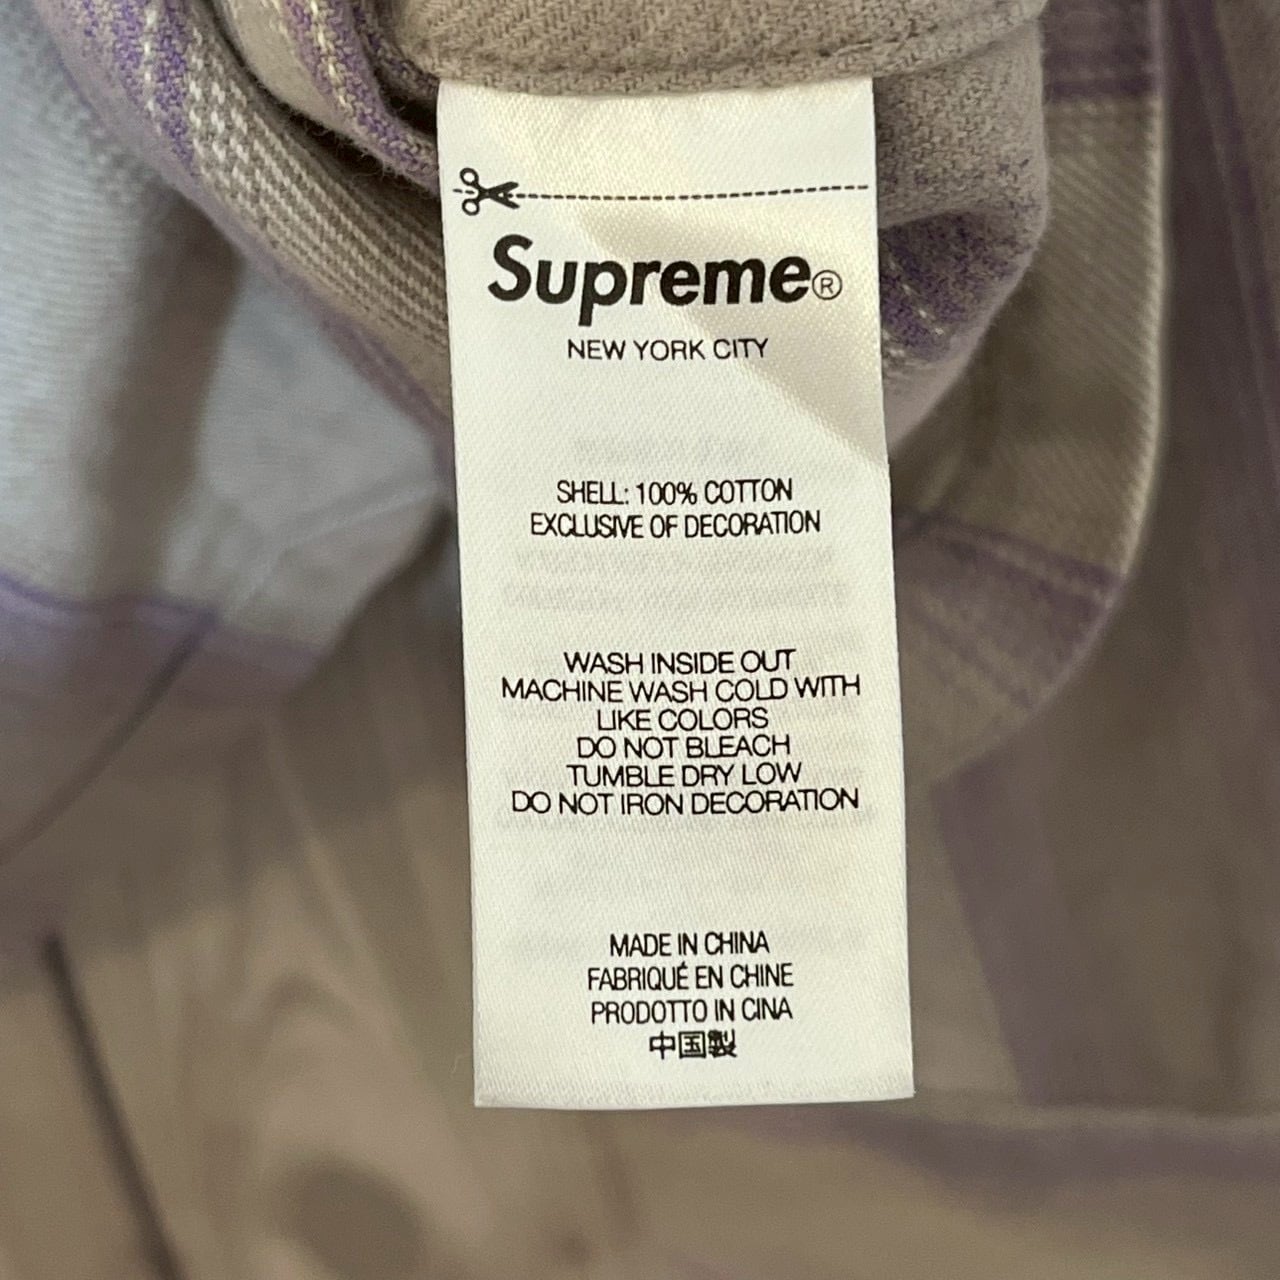 Supreme®
NEW YORK CITY
SHELL: 100% COTTON
EXCLUSIVE OF DECORATION
WASH INSIDE OUT
MACHINE WASH COLD WITH
LIKE COLORS
DO NOT BLEACH
TUMBLE DRY LOW
DO NOT IRON DECORATION
MADE IN CHINA
FABRIQUÉ EN CHINE
PRODOTTO IN CINA
中国製